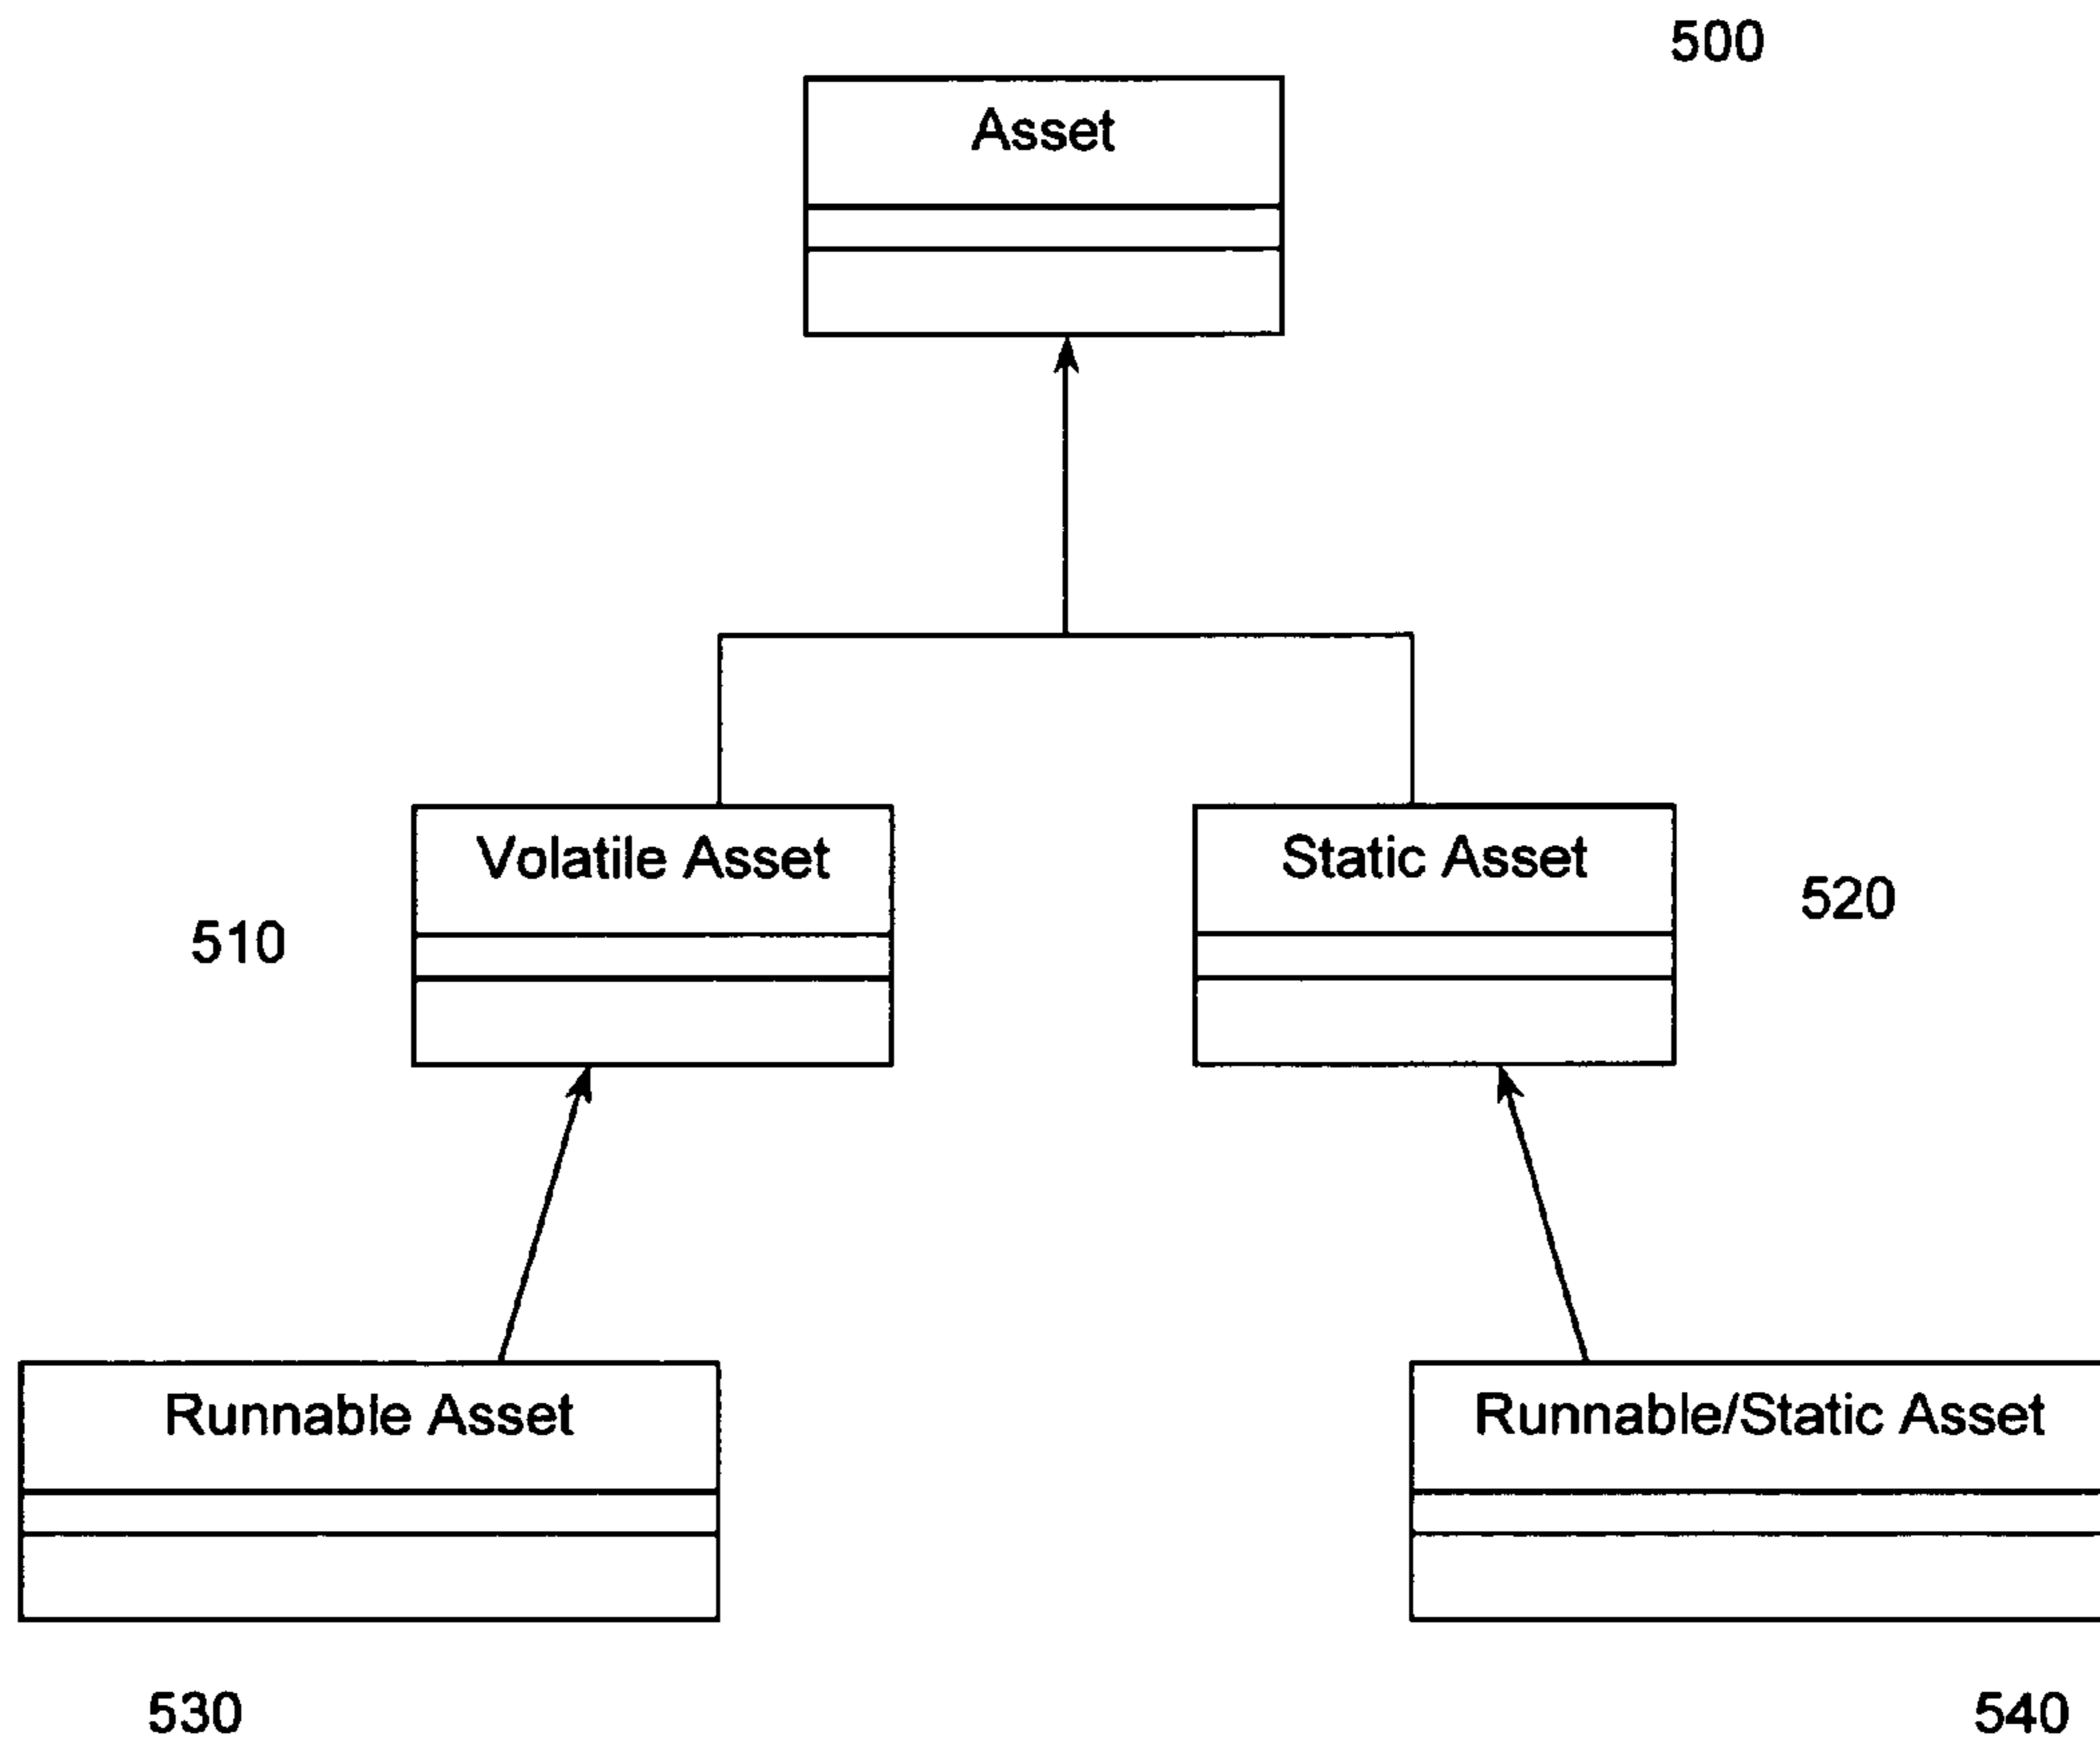 500
Asset
Volatile Asset
Static Asset
510
520
Runnable Asset
Runnable/Static Asset
530
540